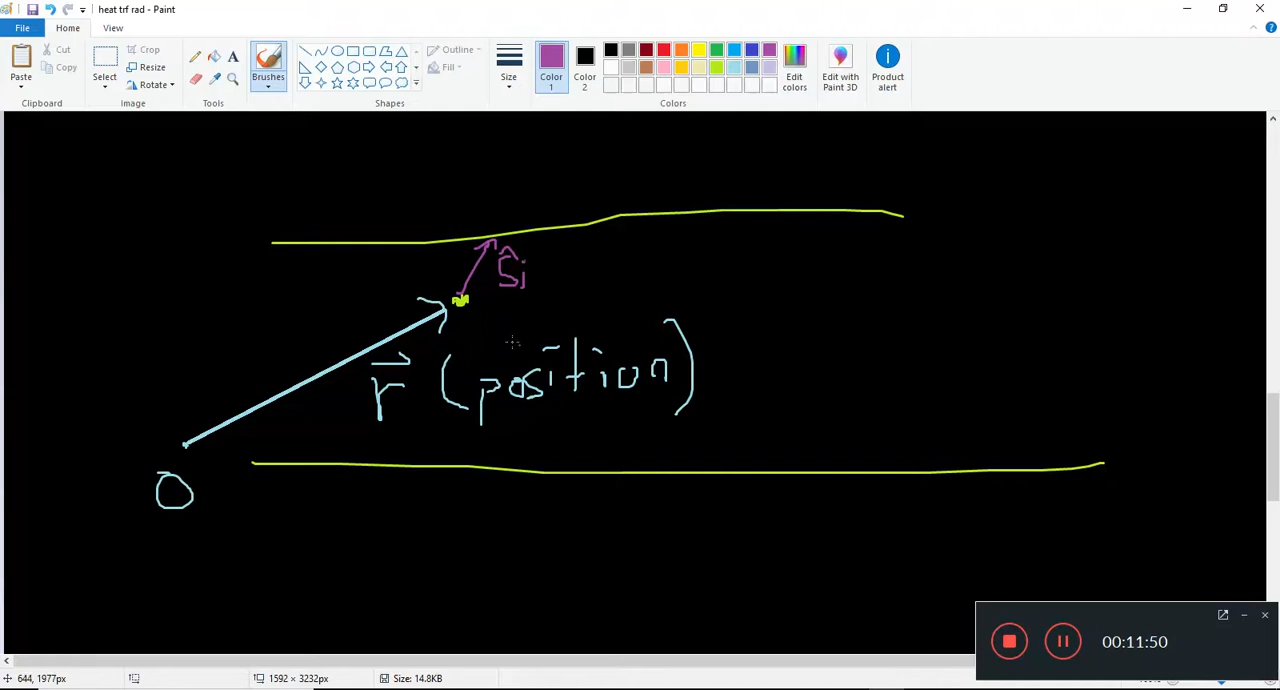 heat trf rad - Paint
File Home View
Paste Cut Copy Clipboard
Select Crop Resize Rotate Image
Tools
Brushes
Outline Fill Shapes
Size
Color 1 Color 2 Edit colors Colors
Edit with Paint 3D
Product alert
ŝi
r⃗ (position)
O
00:11:50
644, 1977px
1592 × 3232px
Size: 14.8KB